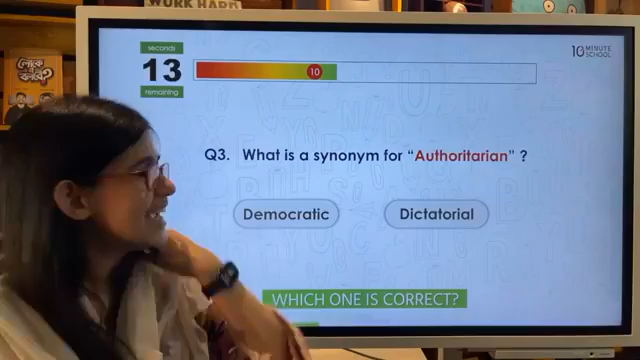 WORK HARD
লোকে
কী
বলবে?
seconds
13
remaining
10
10 MINUTE
SCHOOL
Q3. What is a synonym for “Authoritarian” ?
Democratic
Dictatorial
WHICH ONE IS CORRECT?